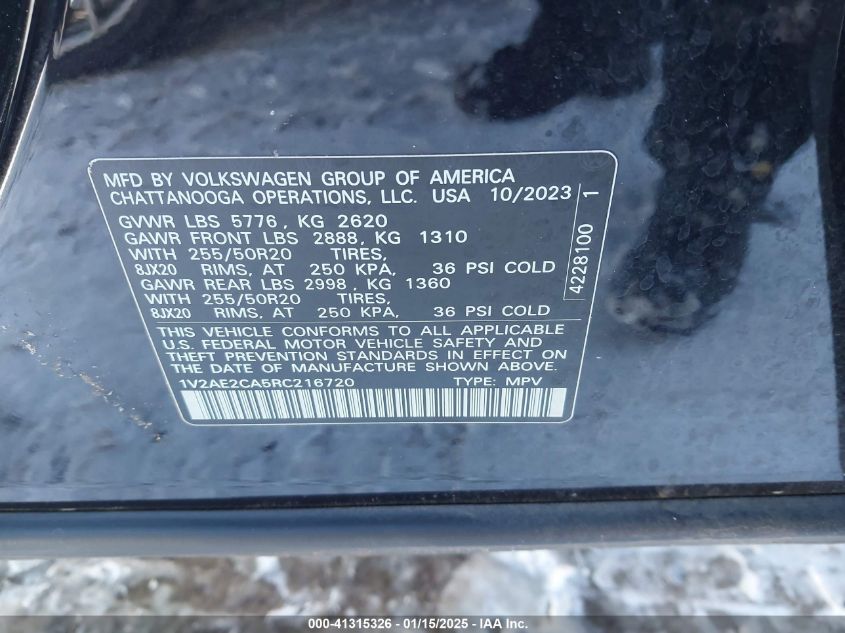 MFD BY VOLKSWAGEN GROUP OF AMERICA
CHATTANOOGA OPERATIONS, LLC. USA 10/2023
GVWR LBS 5776, KG 2620
GAWR FRONT LBS 2888, KG 1310
WITH 255/50R20 TIRES,
8JX20 RIMS, AT 250 KPA, 36 PSI COLD
GAWR REAR LBS 2998, KG 1360
WITH 255/50R20 TIRES,
8JX20 RIMS, AT 250 KPA, 36 PSI COLD
4228100 1
THIS VEHICLE CONFORMS TO ALL APPLICABLE
U.S. FEDERAL MOTOR VEHICLE SAFETY AND
THEFT PREVENTION STANDARDS IN EFFECT ON
THE DATE OF MANUFACTURE SHOWN ABOVE.
1V2AE2CA5RC216720 TYPE: MPV
000-41315326 - 01/15/2025 - IAA Inc.